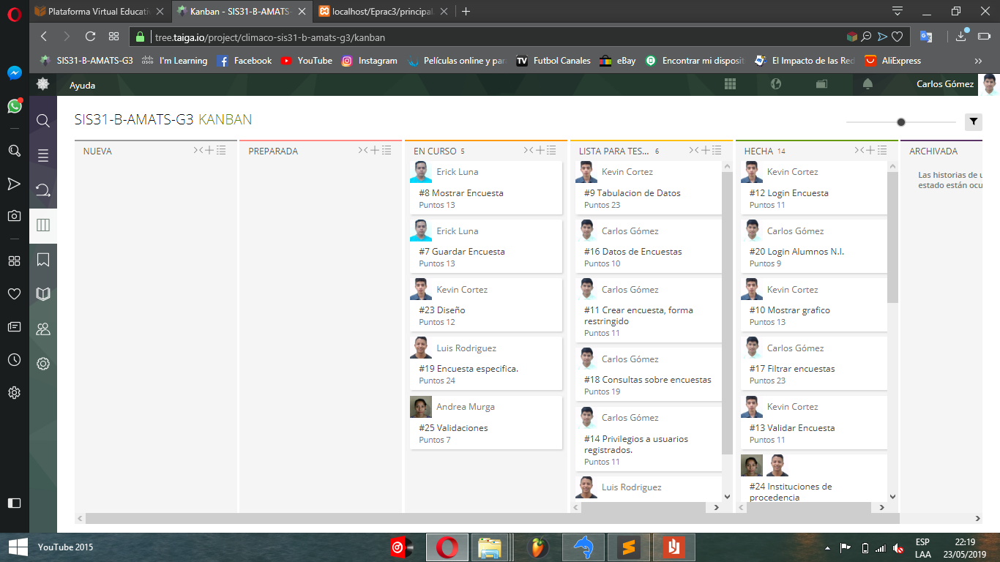 Plataforma Virtual Educativ
Kanban - SIS31-B-AMATS-
localhost/Eprac3/principal.
tree.taiga.io/project/climaco-sis31-b-amats-g3/kanban
SIS31-B-AMATS-G3
I'm Learning
Facebook
YouTube
Instagram
Películas online y par
Futbol Canales
eBay
Encontrar mi disposit
El Impacto de las Red
AliExpress
Ayuda
Carlos Gómez
SIS31-B-AMATS-G3 KANBAN
NUEVA
PREPARADA
EN CURSO 5
Erick Luna
#8 Mostrar Encuesta
Puntos 13
Erick Luna
#7 Guardar Encuesta
Puntos 13
Kevin Cortez
#23 Diseño
Puntos 12
Luis Rodriguez
#19 Encuesta especifica.
Puntos 24
Andrea Murga
#25 Validaciones
Puntos 7
LISTA PARA TES... 6
Kevin Cortez
#9 Tabulacion de Datos
Puntos 23
Carlos Gómez
#16 Datos de Encuestas
Puntos 10
Carlos Gómez
#11 Crear encuesta, forma
restringido
Puntos 11
Carlos Gómez
#18 Consultas sobre encuestas
Puntos 19
Carlos Gómez
#14 Privilegios a usuarios
registrados.
Puntos 11
Luis Rodriguez
HECHA 14
Kevin Cortez
#12 Login Encuesta
Puntos 11
Carlos Gómez
#20 Login Alumnos N.I.
Puntos 9
Kevin Cortez
#10 Mostrar grafico
Puntos 13
Carlos Gómez
#17 Filtrar encuestas
Puntos 23
Kevin Cortez
#13 Validar Encuesta
Puntos 11
#24 Instituciones de
procedencia
ARCHIVADA
Las historias de u
estado están ocu
YouTube 2015
ESP
LAA
22:19
23/05/2019